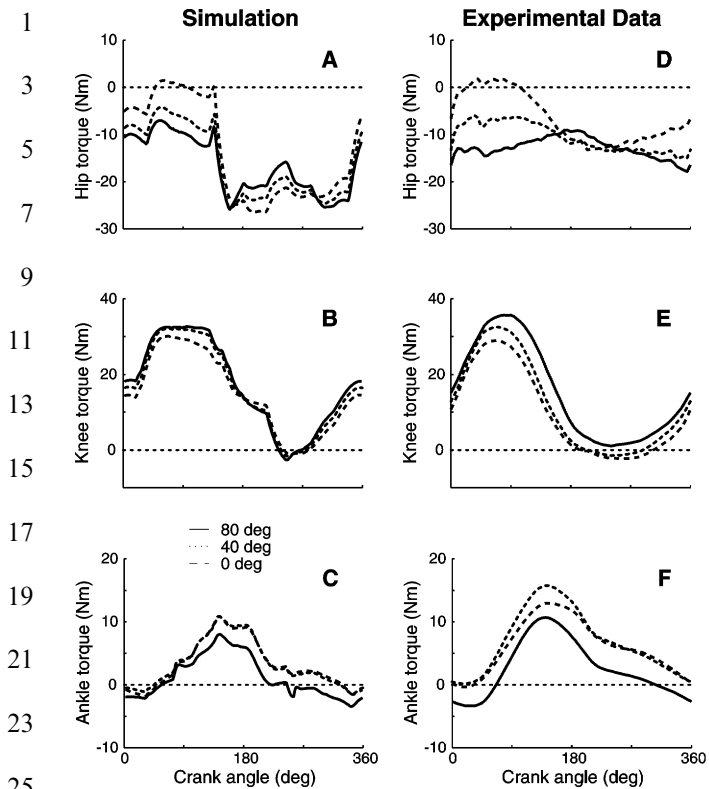 1
Simulation
Experimental Data
10
A
10
D
3
0
0
Hip torque (Nm)
Hip torque (Nm)
5
-10
-10
-20
-20
7
-30
-30
9
40
B
40
E
11
Knee torque (Nm)
Knee torque (Nm)
20
20
13
0
0
15
17
80 deg
40 deg
0 deg
20
C
20
F
19
Ankle torque (Nm)
Ankle torque (Nm)
10
10
21
0
0
23
-10
-10
0 180 360
0 180 360
Crank angle (deg)
Crank angle (deg)
25